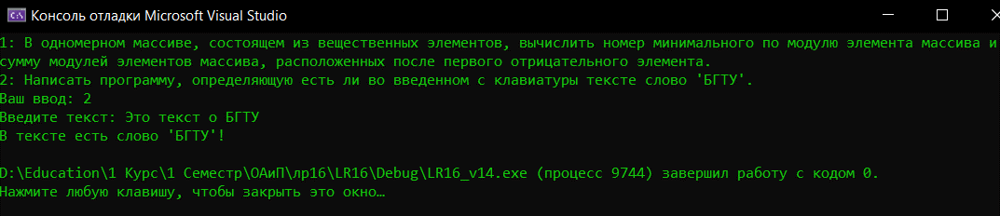 Консоль отладки Microsoft Visual Studio
1: В одномерном массиве, состоящем из вещественных элементов, вычислить номер минимального по модулю элемента массива и
сумму модулей элементов массива, расположенных после первого отрицательного элемента.
2: Написать программу, определяющую есть ли во введенном с клавиатуры тексте слово 'БГТУ'.
Ваш ввод: 2
Введите текст: Это текст о БГТУ
В тексте есть слово 'БГТУ'!
D:\Education\1 Курс\1 Семестр\ОАиП\лр16\LR16\Debug\LR16_v14.exe (процесс 9744) завершил работу с кодом 0.
Нажмите любую клавишу, чтобы закрыть это окно…